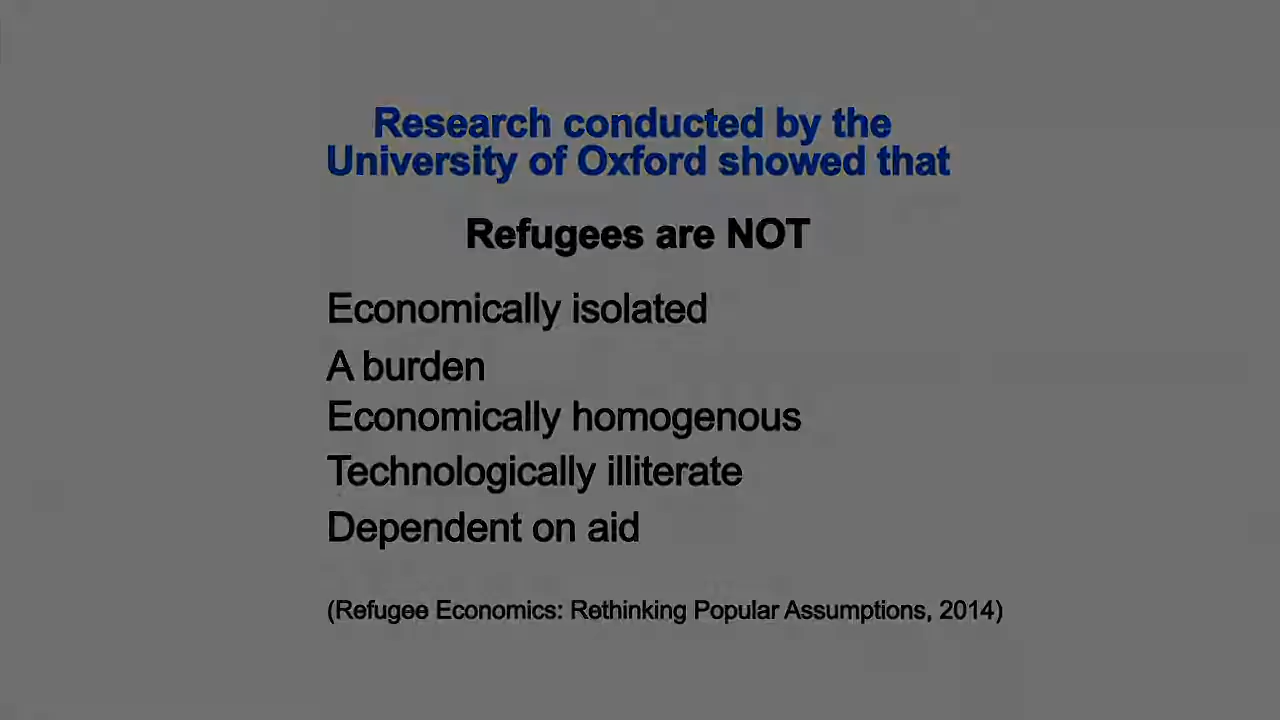 Research conducted by the
University of Oxford showed that
Refugees are NOT
Economically isolated
A burden
Economically homogenous
Technologically illiterate
Dependent on aid
(Refugee Economics: Rethinking Popular Assumptions, 2014)